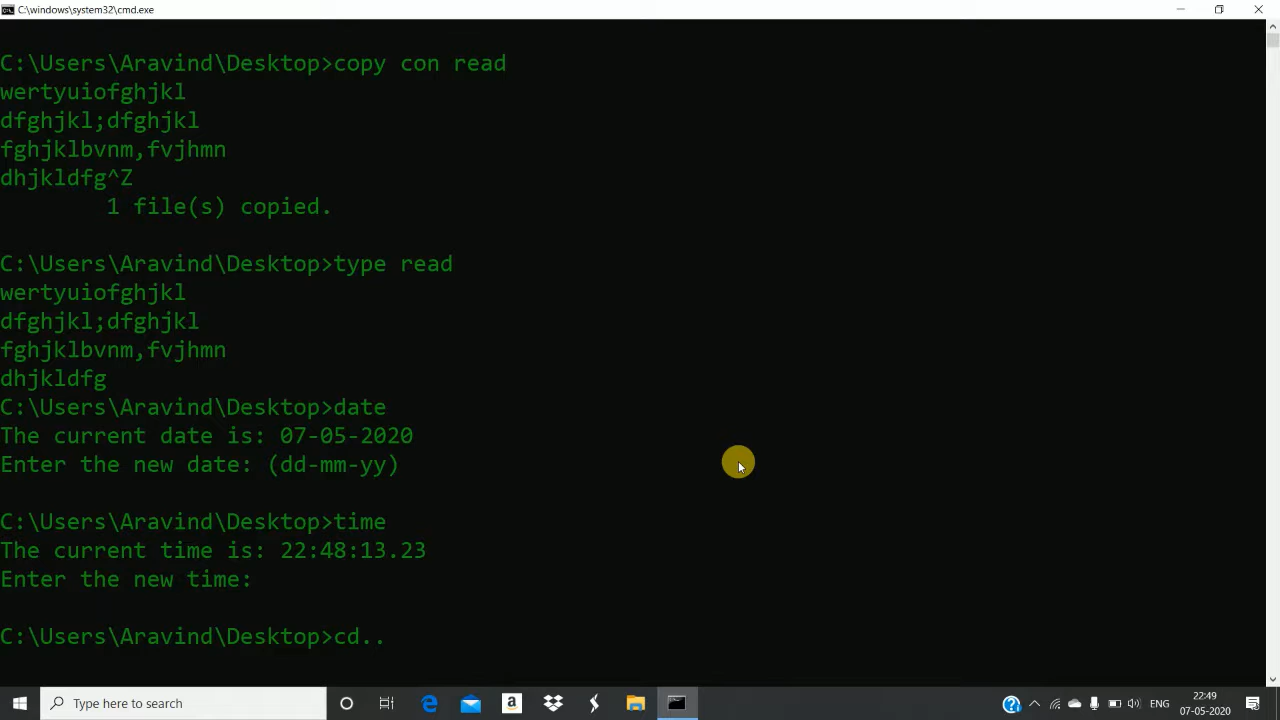 C:\windows\system32\cmd.exe
C:\Users\Aravind\Desktop>copy con read
wertyuiofghjkl
dfghjkl;dfghjkl
fghjklbvnm,fvjhmn
dhjkldfg^Z
1 file(s) copied.
C:\Users\Aravind\Desktop>type read
wertyuiofghjkl
dfghjkl;dfghjkl
fghjklbvnm,fvjhmn
dhjkldfg
C:\Users\Aravind\Desktop>date
The current date is: 07-05-2020
Enter the new date: (dd-mm-yy)
C:\Users\Aravind\Desktop>time
The current time is: 22:48:13.23
Enter the new time:
C:\Users\Aravind\Desktop>cd..
Type here to search
ENG
22:49
07-05-2020